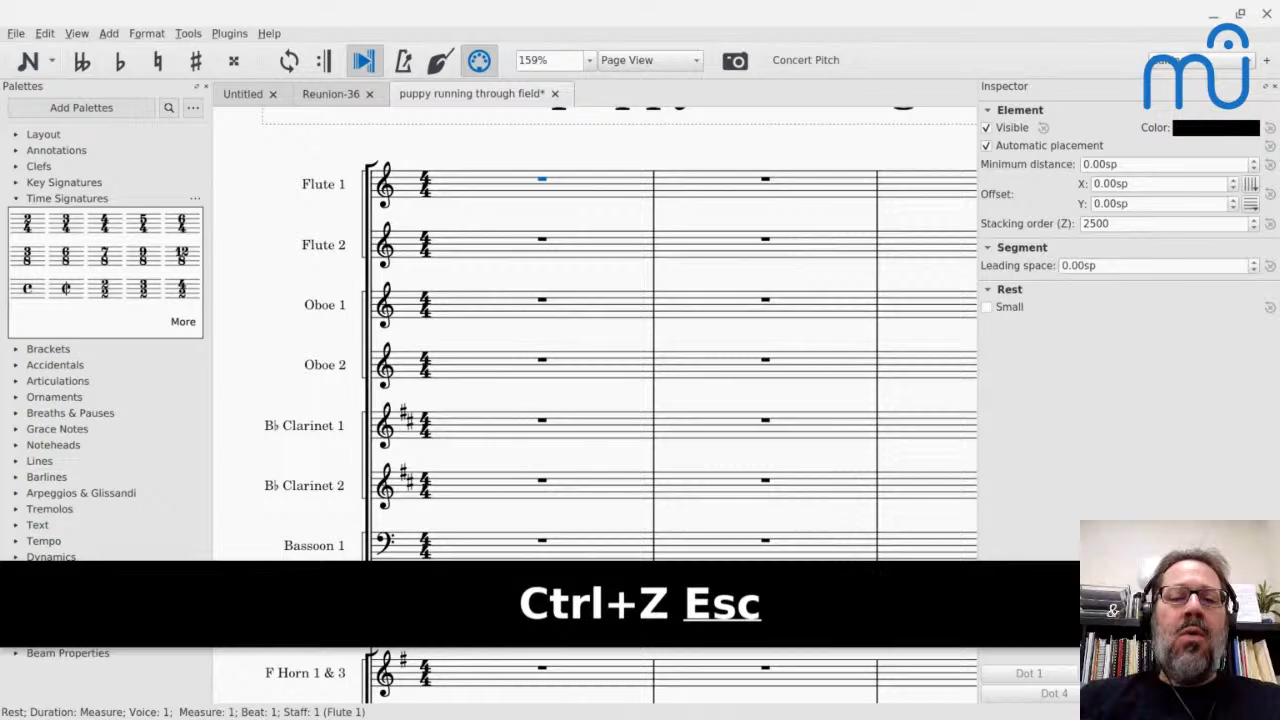 File Edit View Add Format Tools Plugins Help
159% Page View Concert Pitch
Palettes
Untitled Reunion-36 puppy running through field*
Inspector
Add Palettes ...
Layout
Annotations
Clefs
Key Signatures
Time Signatures ...
More
Brackets
Accidentals
Articulations
Ornaments
Breaths & Pauses
Grace Notes
Noteheads
Lines
Barlines
Arpeggios & Glissandi
Tremolos
Text
Tempo
Dynamics
Beam Properties
Flute 1
Flute 2
Oboe 1
Oboe 2
B♭ Clarinet 1
B♭ Clarinet 2
Bassoon 1
F Horn 1 & 3
Element
Visible Color:
Automatic placement
Minimum distance: 0.00sp
Offset: X: 0.00sp
Y: 0.00sp
Stacking order (Z): 2500
Segment
Leading space: 0.00sp
Rest
Small
Ctrl+Z Esc
&
Dot 1
Dot 4
Rest; Duration: Measure; Voice: 1; Measure: 1; Beat: 1; Staff: 1 (Flute 1)